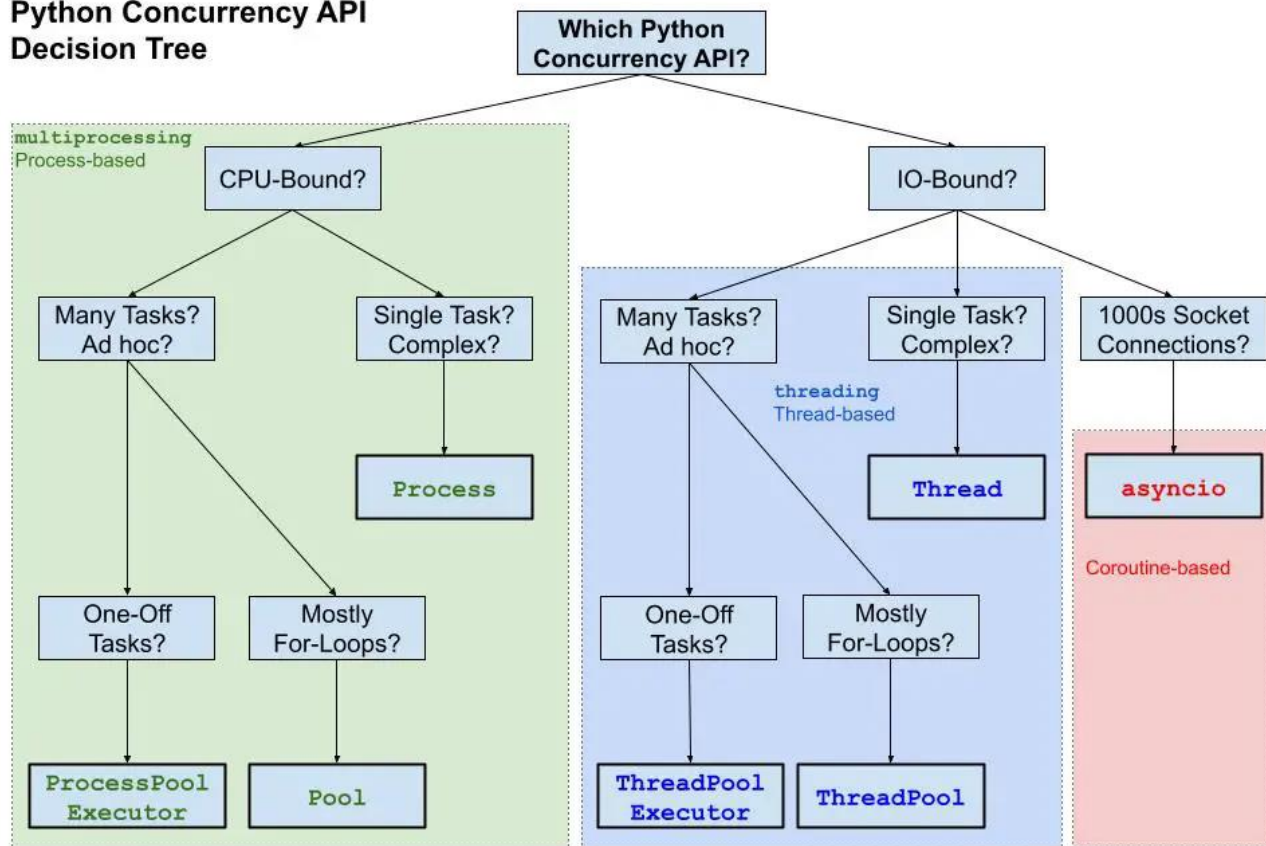 Python Concurrency API
Decision Tree
Which Python
Concurrency API?
multiprocessing
Process-based
CPU-Bound?
IO-Bound?
Many Tasks?
Ad hoc?
Single Task?
Complex?
Many Tasks?
Ad hoc?
Single Task?
Complex?
1000s Socket
Connections?
threading
Thread-based
Process
Thread
asyncio
Coroutine-based
One-Off
Tasks?
Mostly
For-Loops?
One-Off
Tasks?
Mostly
For-Loops?
ProcessPool
Executor
Pool
ThreadPool
Executor
ThreadPool